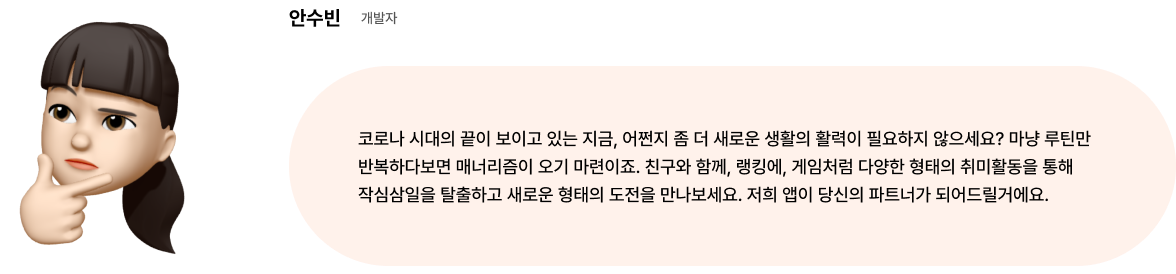 안수빈 개발자
코로나 시대의 끝이 보이고 있는 지금, 어쩐지 좀 더 새로운 생활의 활력이 필요하지 않으세요? 마냥 루틴만
반복하다보면 매너리즘이 오기 마련이죠. 친구와 함께, 랭킹에, 게임처럼 다양한 형태의 취미활동을 통해
작심삼일을 탈출하고 새로운 형태의 도전을 만나보세요. 저희 앱이 당신의 파트너가 되어드릴거에요.